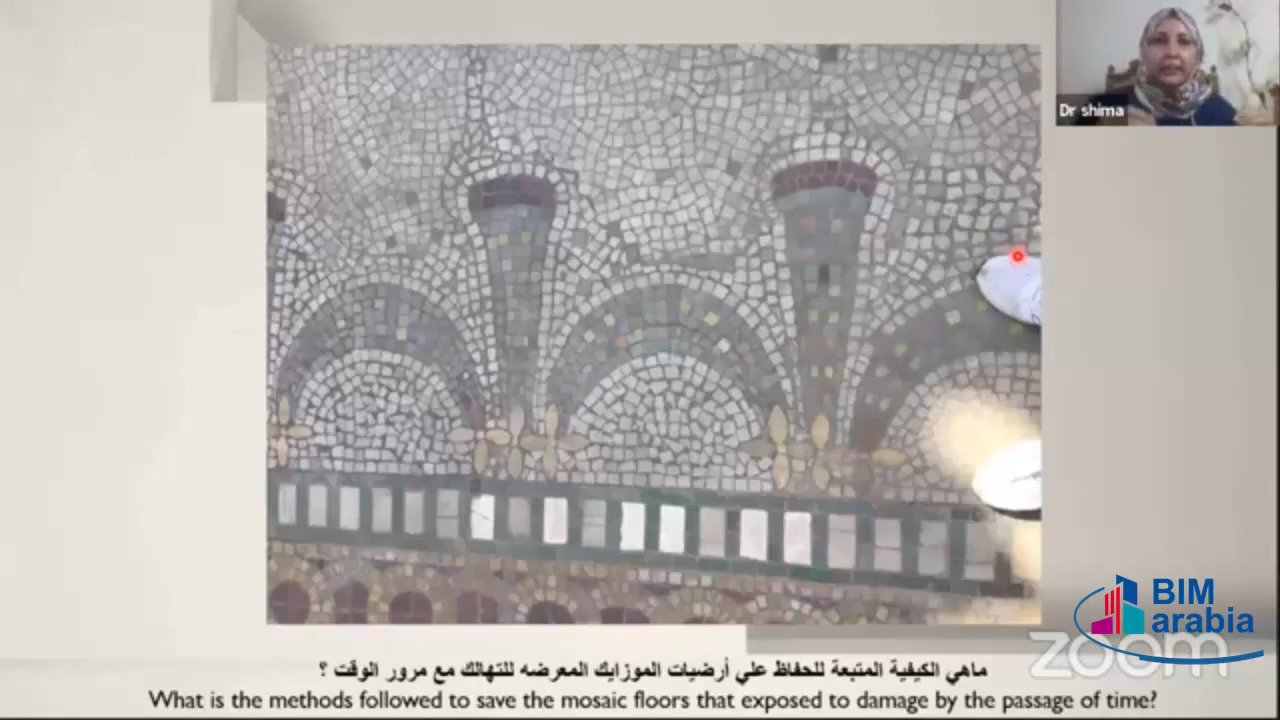 Dr shima
BIM
arabia
zoom
ماهي الكيفية المتبعة للحفاظ علي أرضيات الموزايك المعرضه للتهالك مع مرور الوقت ؟
What is the methods followed to save the mosaic floors that exposed to damage by the passage of time?